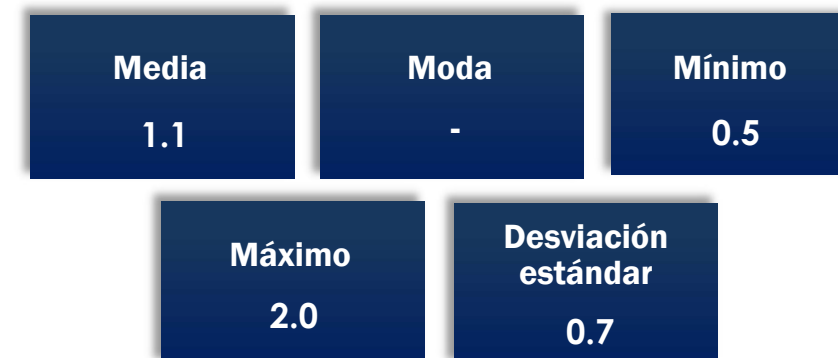 Media
1.1
Moda
-
Mínimo
0.5
Máximo
2.0
Desviación
estándar
0.7